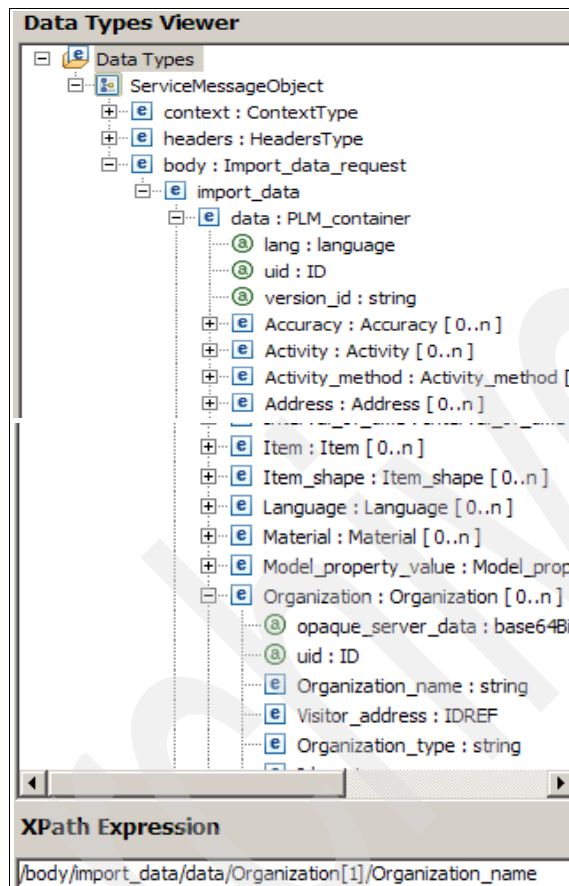 Data Types Viewer
Data Types
ServiceMessageObject
context : ContextType
headers : HeadersType
body : Import_data_request
import_data
data : PLM_container
lang : language
uid : ID
version_id : string
Accuracy : Accuracy [ 0..n ]
Activity : Activity [ 0..n ]
Activity_method : Activity_method [
Address : Address [ 0..n ]
Item : Item [ 0..n ]
Item_shape : Item_shape [ 0..n ]
Language : Language [ 0..n ]
Material : Material [ 0..n ]
Model_property_value : Model_prop
Organization : Organization [ 0..n ]
opaque_server_data : base64Bi
uid : ID
Organization_name : string
Visitor_address : IDREF
Organization_type : string
XPath Expression
/body/import_data/data/Organization[1]/Organization_name